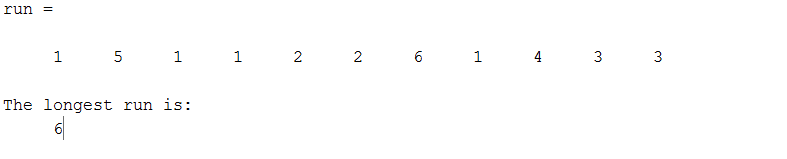 run =
1 5 1 1 2 2 6 1 4 3 3
The longest run is:
6